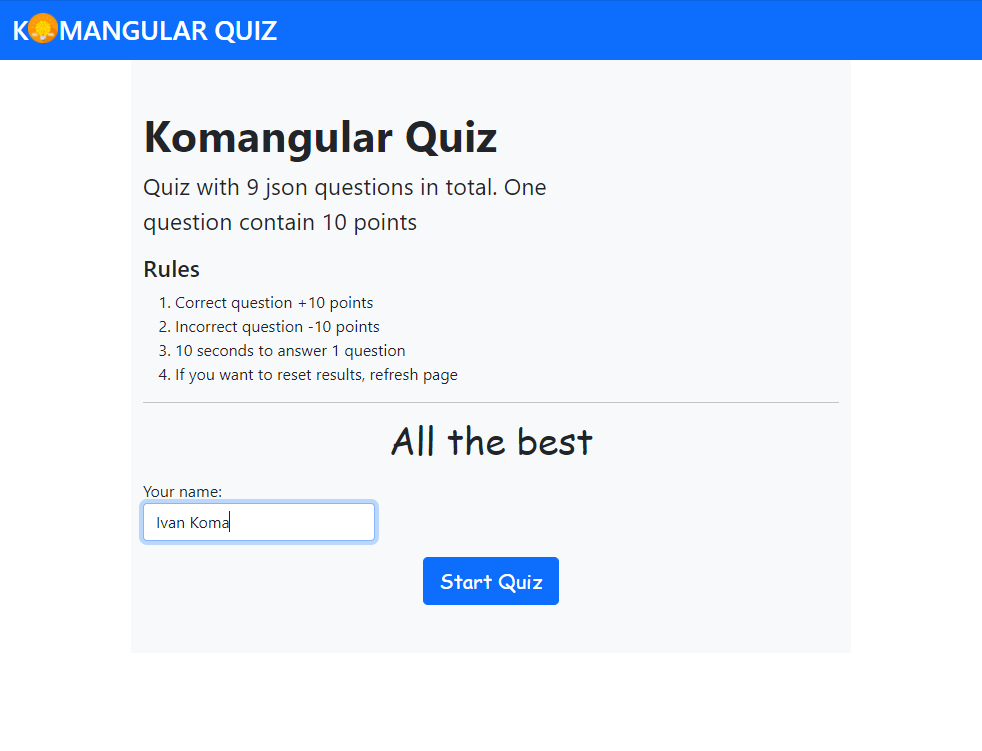 KOMANGULAR QUIZ
Komangular Quiz
Quiz with 9 json questions in total. One
question contain 10 points
Rules
1. Correct question +10 points
2. Incorrect question -10 points
3. 10 seconds to answer 1 question
4. If you want to reset results, refresh page
All the best
Your name:
Ivan Koma
Start Quiz